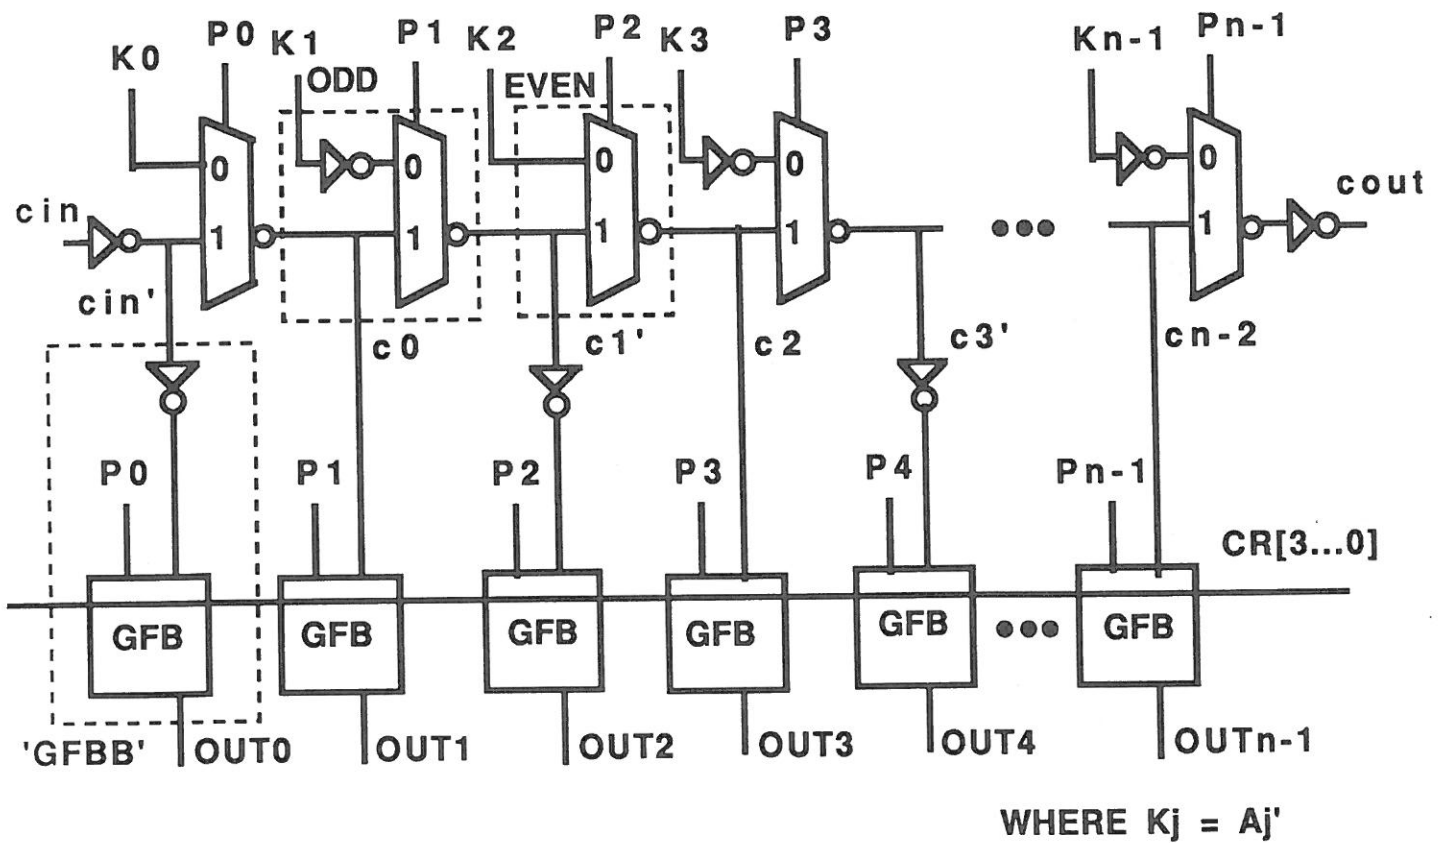 K0 P0 K1 P1 K2 P2 K3 P3 Kn-1 Pn-1
ODD EVEN
0 0 0 0 0
cin 1 1 1 1 1 cout
cin' c0 c1' c2 c3' cn-2
P0 P1 P2 P3 P4 Pn-1
CR[3...0]
GFB GFB GFB GFB GFB GFB
'GFBB' OUT0 OUT1 OUT2 OUT3 OUT4 OUTn-1
WHERE Kj = Aj'